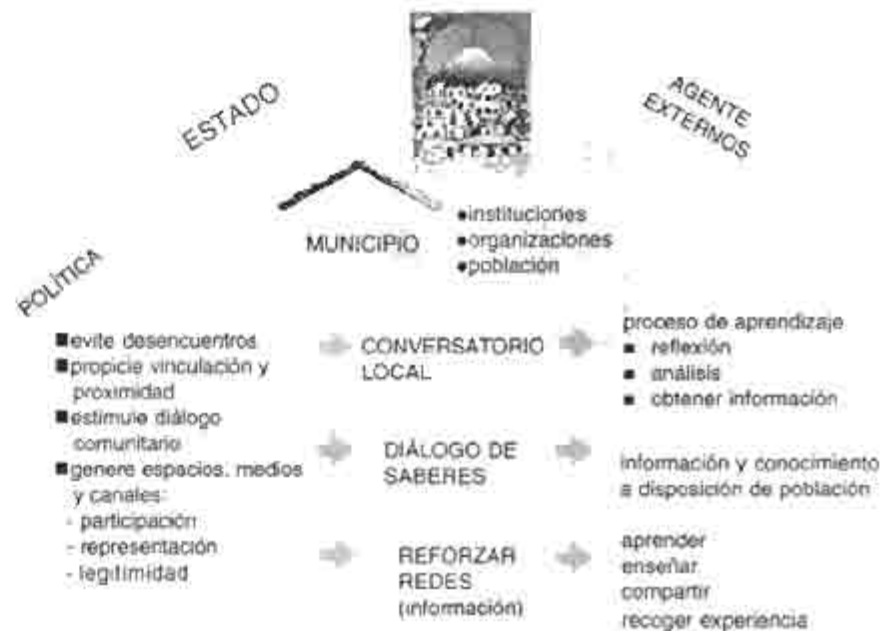 ESTADO
AGENTE
EXTERNOS
MUNICIPIO
●instituciones
●organizaciones
●población
POLÍTICA
■evite desencuentros
■propicie vinculación y
proximidad
■estimule diálogo
comunitario
■genere espacios, medios
y canales:
- participación
- representación
- legitimidad
CONVERSATORIO
LOCAL
DIÁLOGO DE
SABERES
REFORZAR
REDES
(información)
proceso de aprendizaje
■ reflexión
■ análisis
■ obtener información
información y conocimiento
a disposición de población
aprender
enseñar
compartir
recoger experiencia